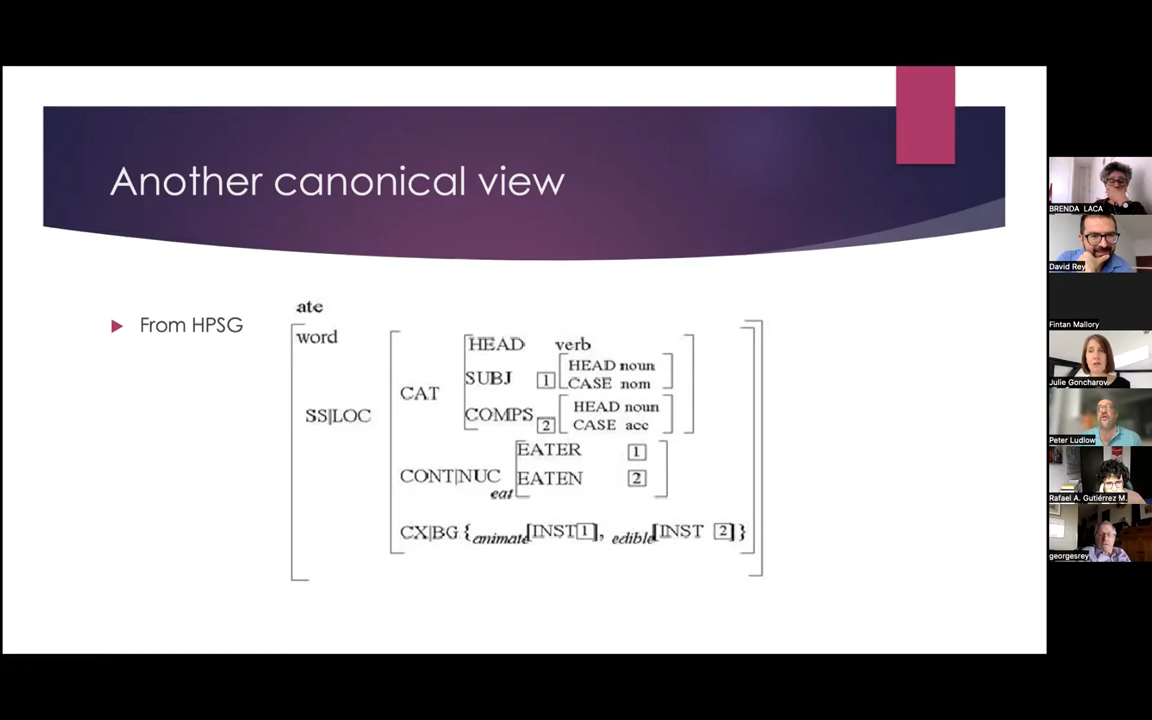 Another canonical view
From HPSG
ate
word
HEAD verb
HEAD noun
SUBJ 1
CASE nom
CAT
HEAD noun
COMPS 2
CASE acc
SS|LOC
EATER 1
CONT|NUC EATEN 2
eat
CX|BG { animate[INST 1], edible[INST 2] }
BRENDA LACA
David Rey
Fintan Mallory
Julie Goncharov
Peter Ludlow
Rafael A. Gutiérrez M.
georgesrey